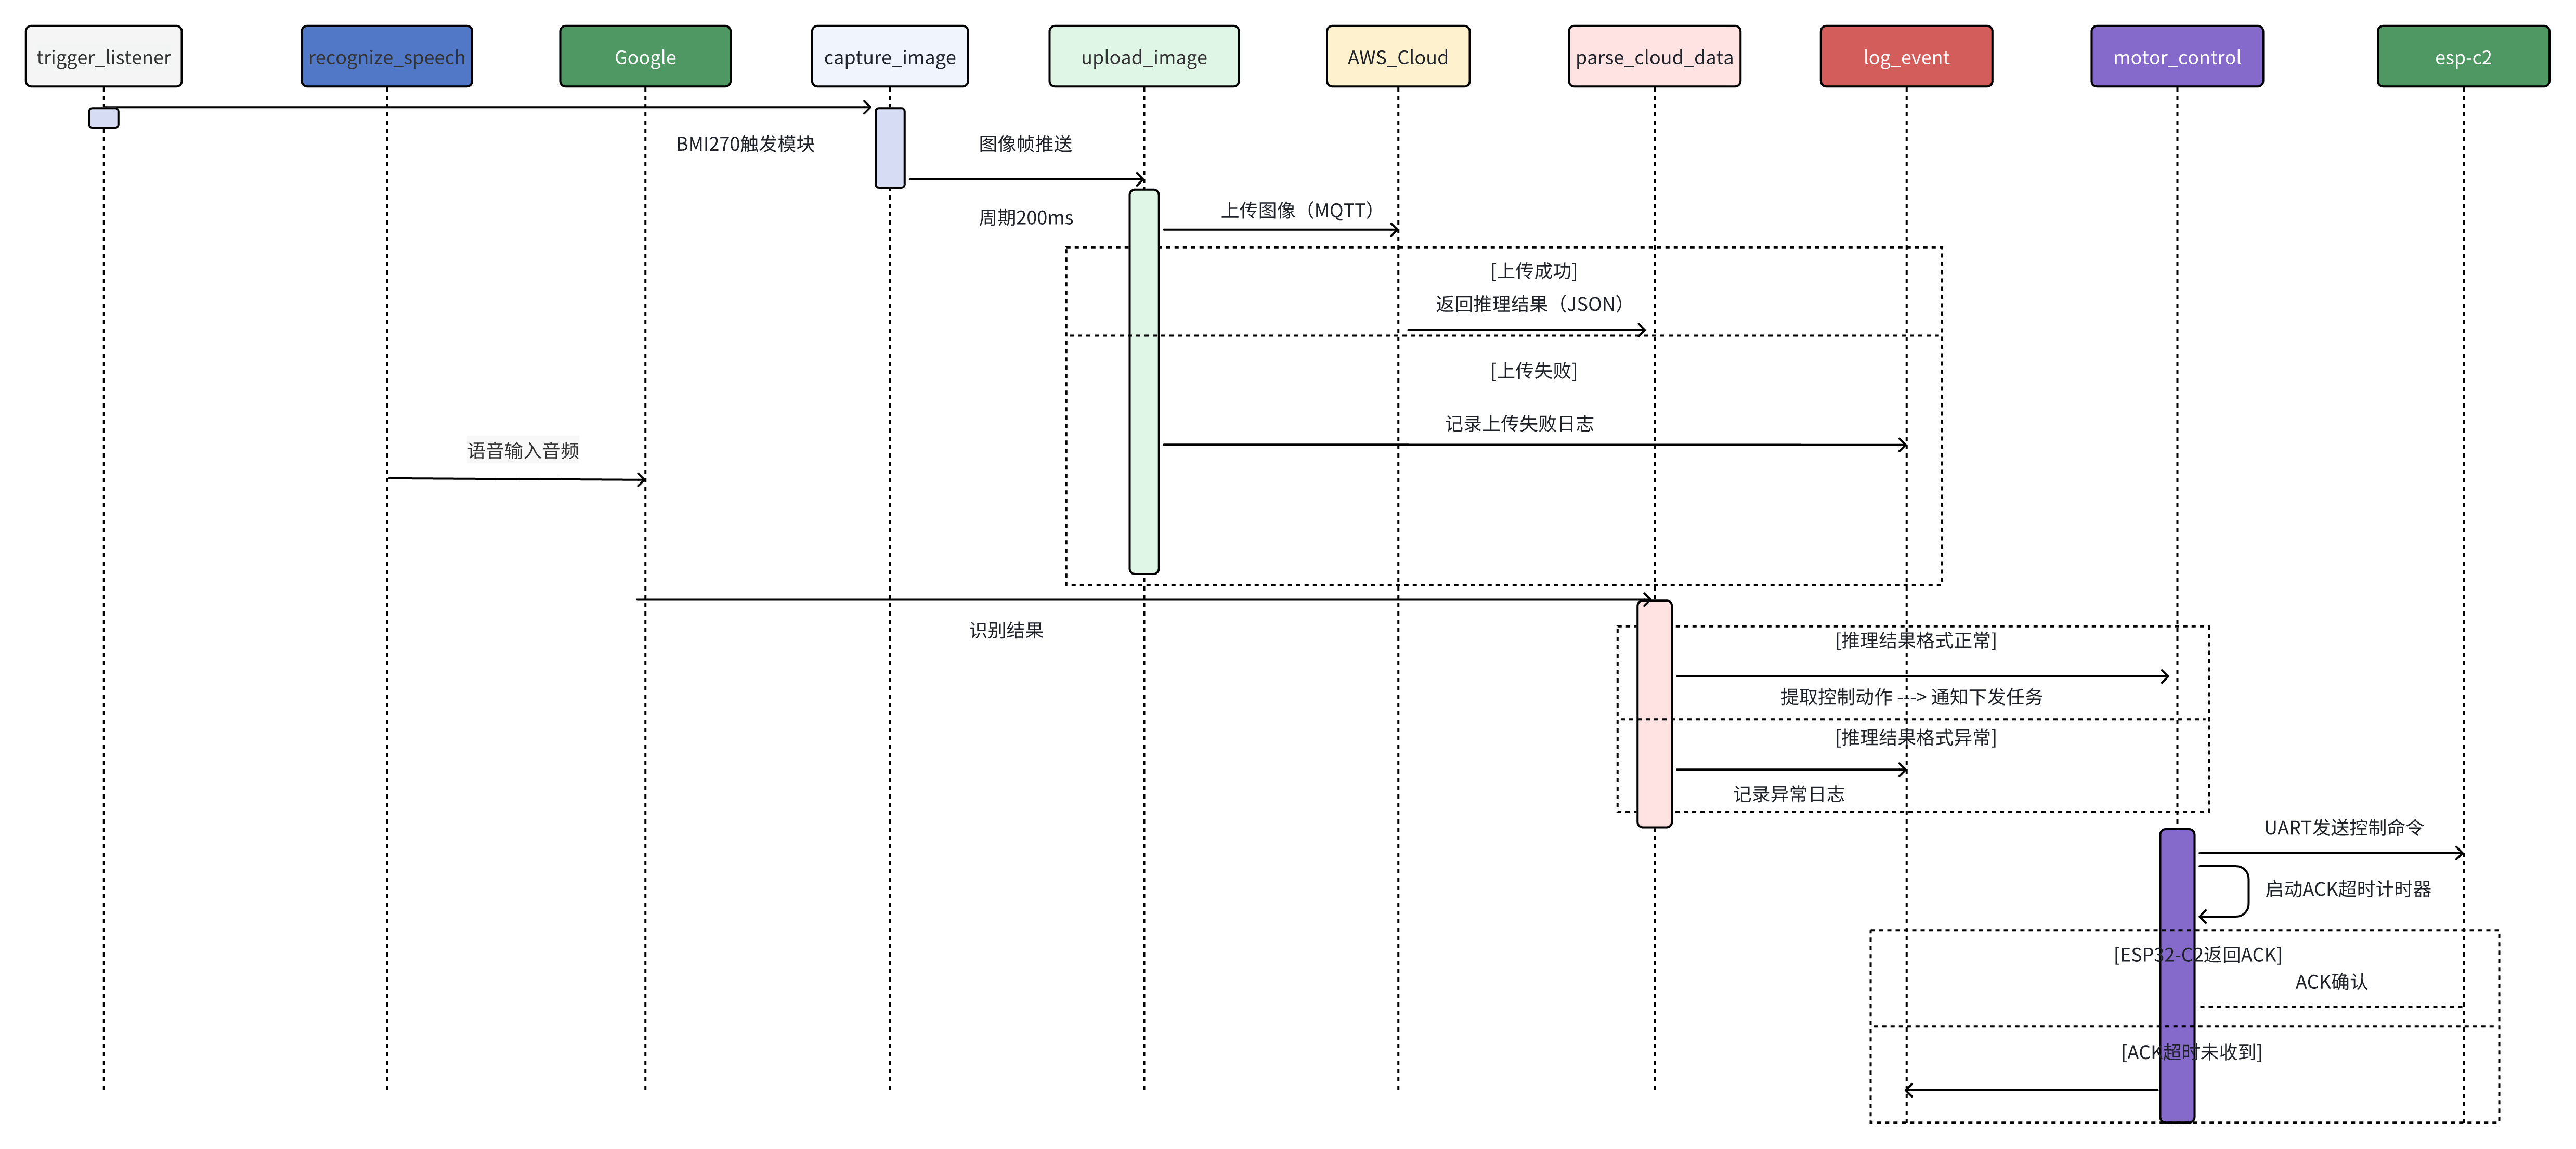 trigger_listener
recognize_speech
Google
capture_image
upload_image
AWS_Cloud
parse_cloud_data
log_event
motor_control
esp-c2
BMI270触发模块
图像帧推送
周期200ms
上传图像（MQTT）
[上传成功]
返回推理结果（JSON）
[上传失败]
记录上传失败日志
语音输入音频
识别结果
[推理结果格式正常]
提取控制动作 ---> 通知下发任务
[推理结果格式异常]
记录异常日志
UART发送控制命令
启动ACK超时计时器
[ESP32-C2返回ACK]
ACK确认
[ACK超时未收到]